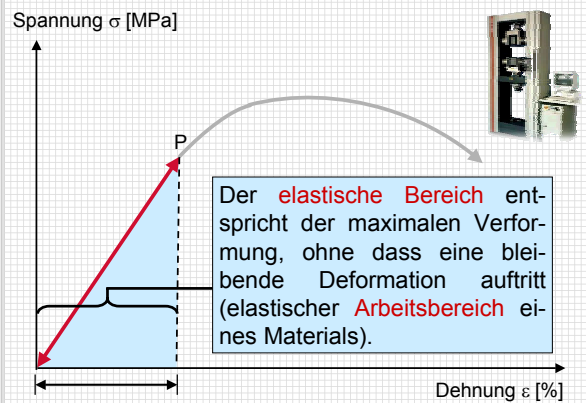 Spannung σ [MPa]
P
Der elastische Bereich ent-
spricht der maximalen Verfor-
mung, ohne dass eine blei-
bende Deformation auftritt
(elastischer Arbeitsbereich ei-
nes Materials).
Dehnung ε [%]